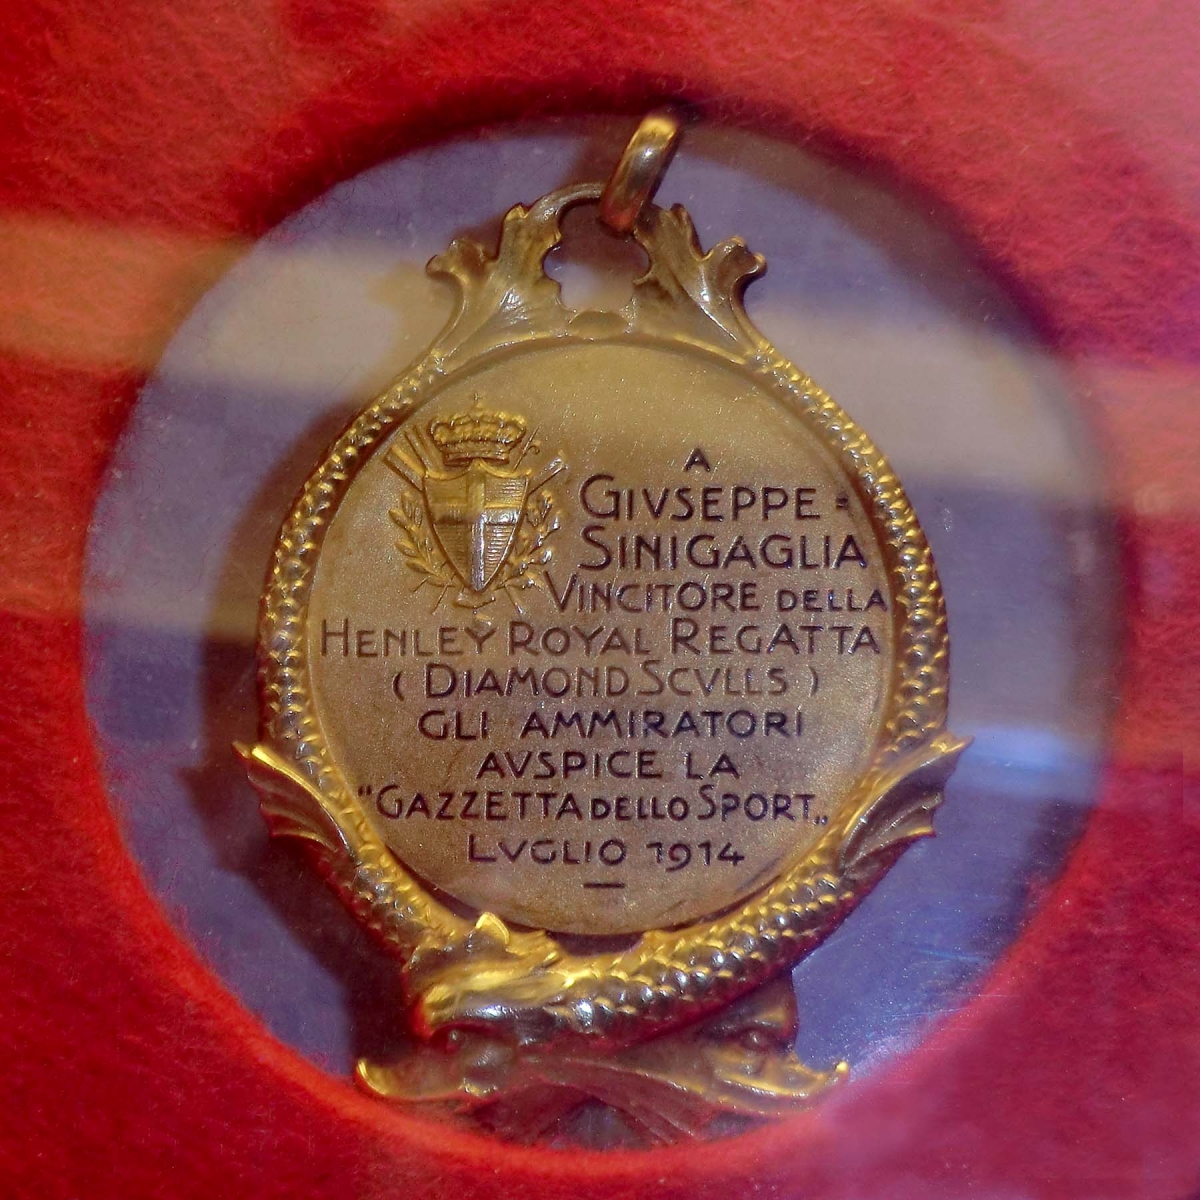 A
GIVSEPPE =
SINIGAGLIA
VINCITORE DELLA
HENLEY ROYAL REGATTA
( DIAMOND SCVLLS )
GLI AMMIRATORI
AVSPICE LA
"GAZZETTA DELLO SPORT„
LVGLIO 1914